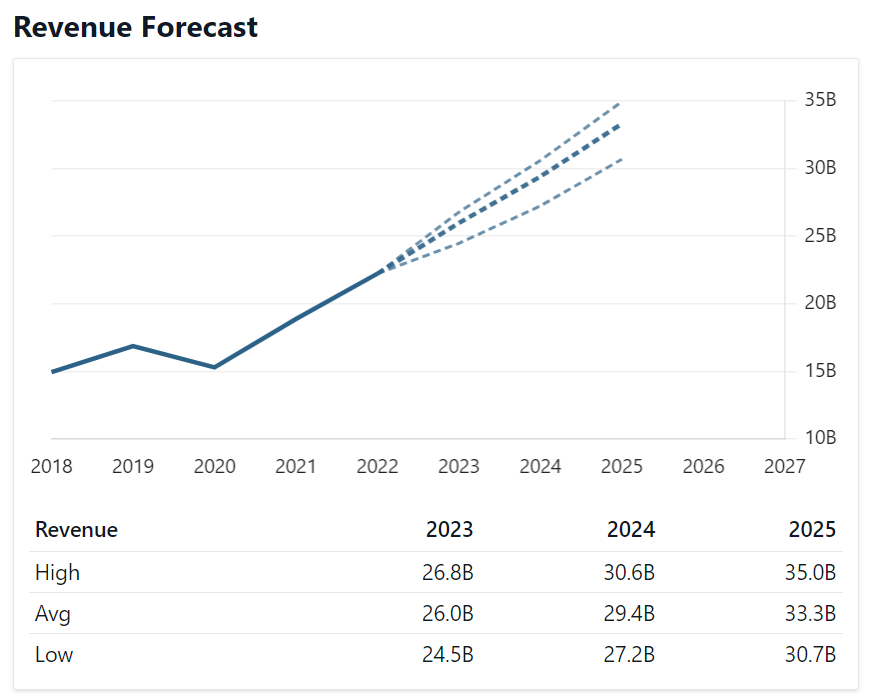 Revenue Forecast
35B
30B
25B
20B
15B
10B
2018 2019 2020 2021 2022 2023 2024 2025 2026 2027
Revenue 2023 2024 2025
High 26.8B 30.6B 35.0B
Avg 26.0B 29.4B 33.3B
Low 24.5B 27.2B 30.7B